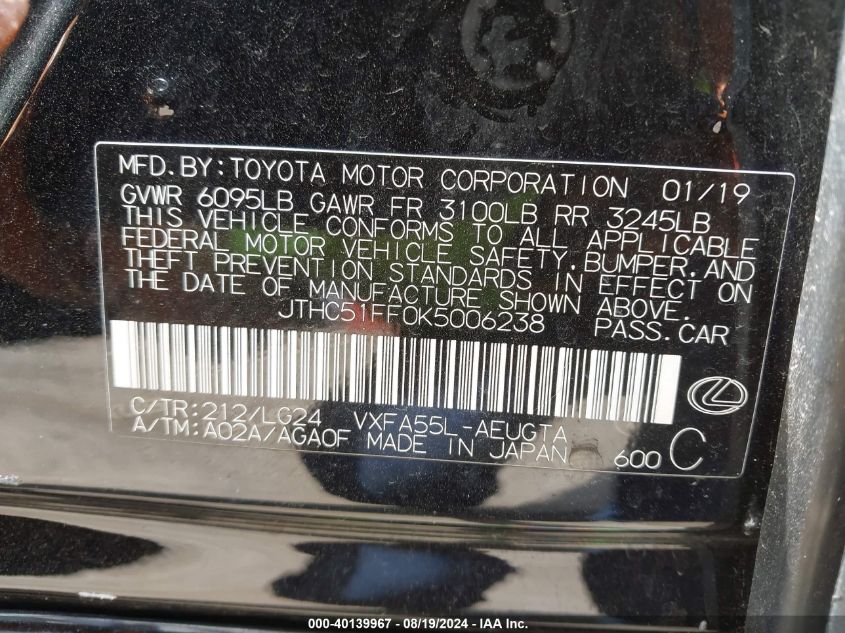 MFD.BY:TOYOTA MOTOR CORPORATION 01/19
GVWR 6095LB GAWR FR 3100LB RR 3245LB
THIS VEHICLE CONFORMS TO ALL APPLICABLE
FEDERAL MOTOR VEHICLE SAFETY,BUMPER,AND
THEFT PREVENTION STANDARDS IN EFFECT ON
THE DATE OF MANUFACTURE SHOWN ABOVE.
JTHC51FF0K5006238 PASS.CAR
C/TR:212/LG24 VXFA55L-AEUGTA
A/TM:A02A/AGA0F MADE IN JAPAN 600 C
000-40139967 - 08/19/2024 - IAAI.com